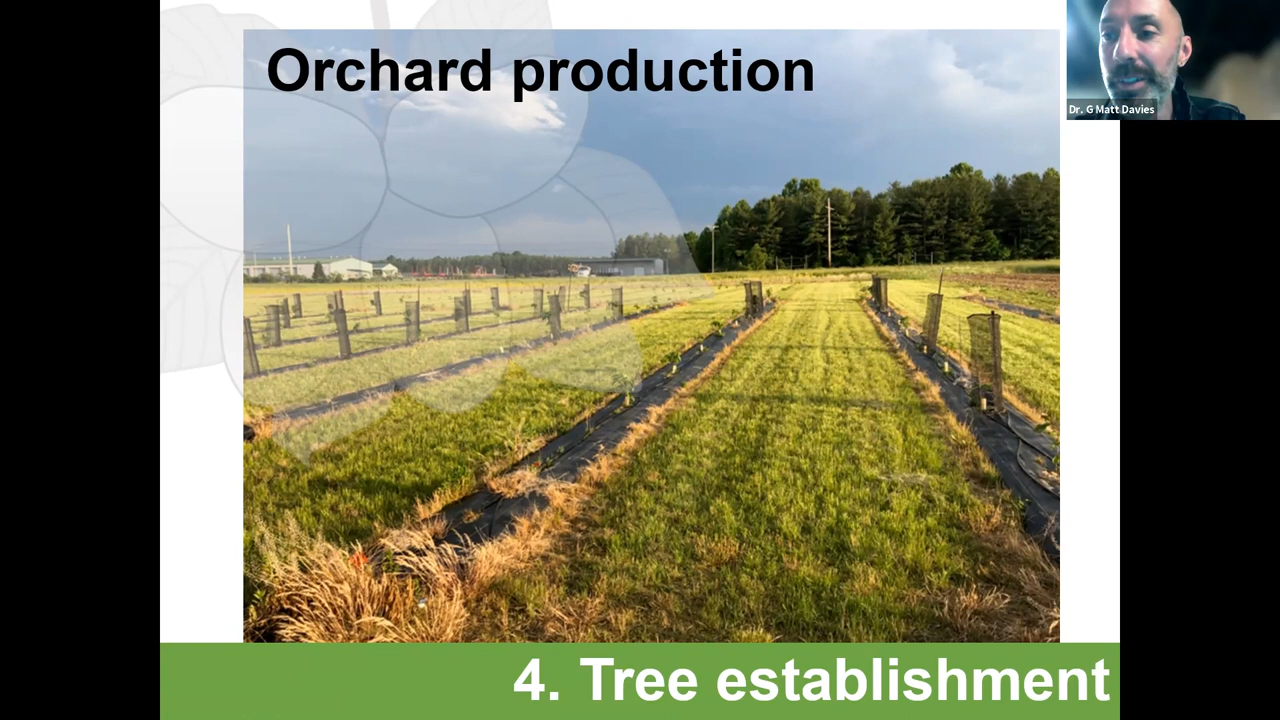 Orchard production
Dr. G Matt Davies
4. Tree establishment